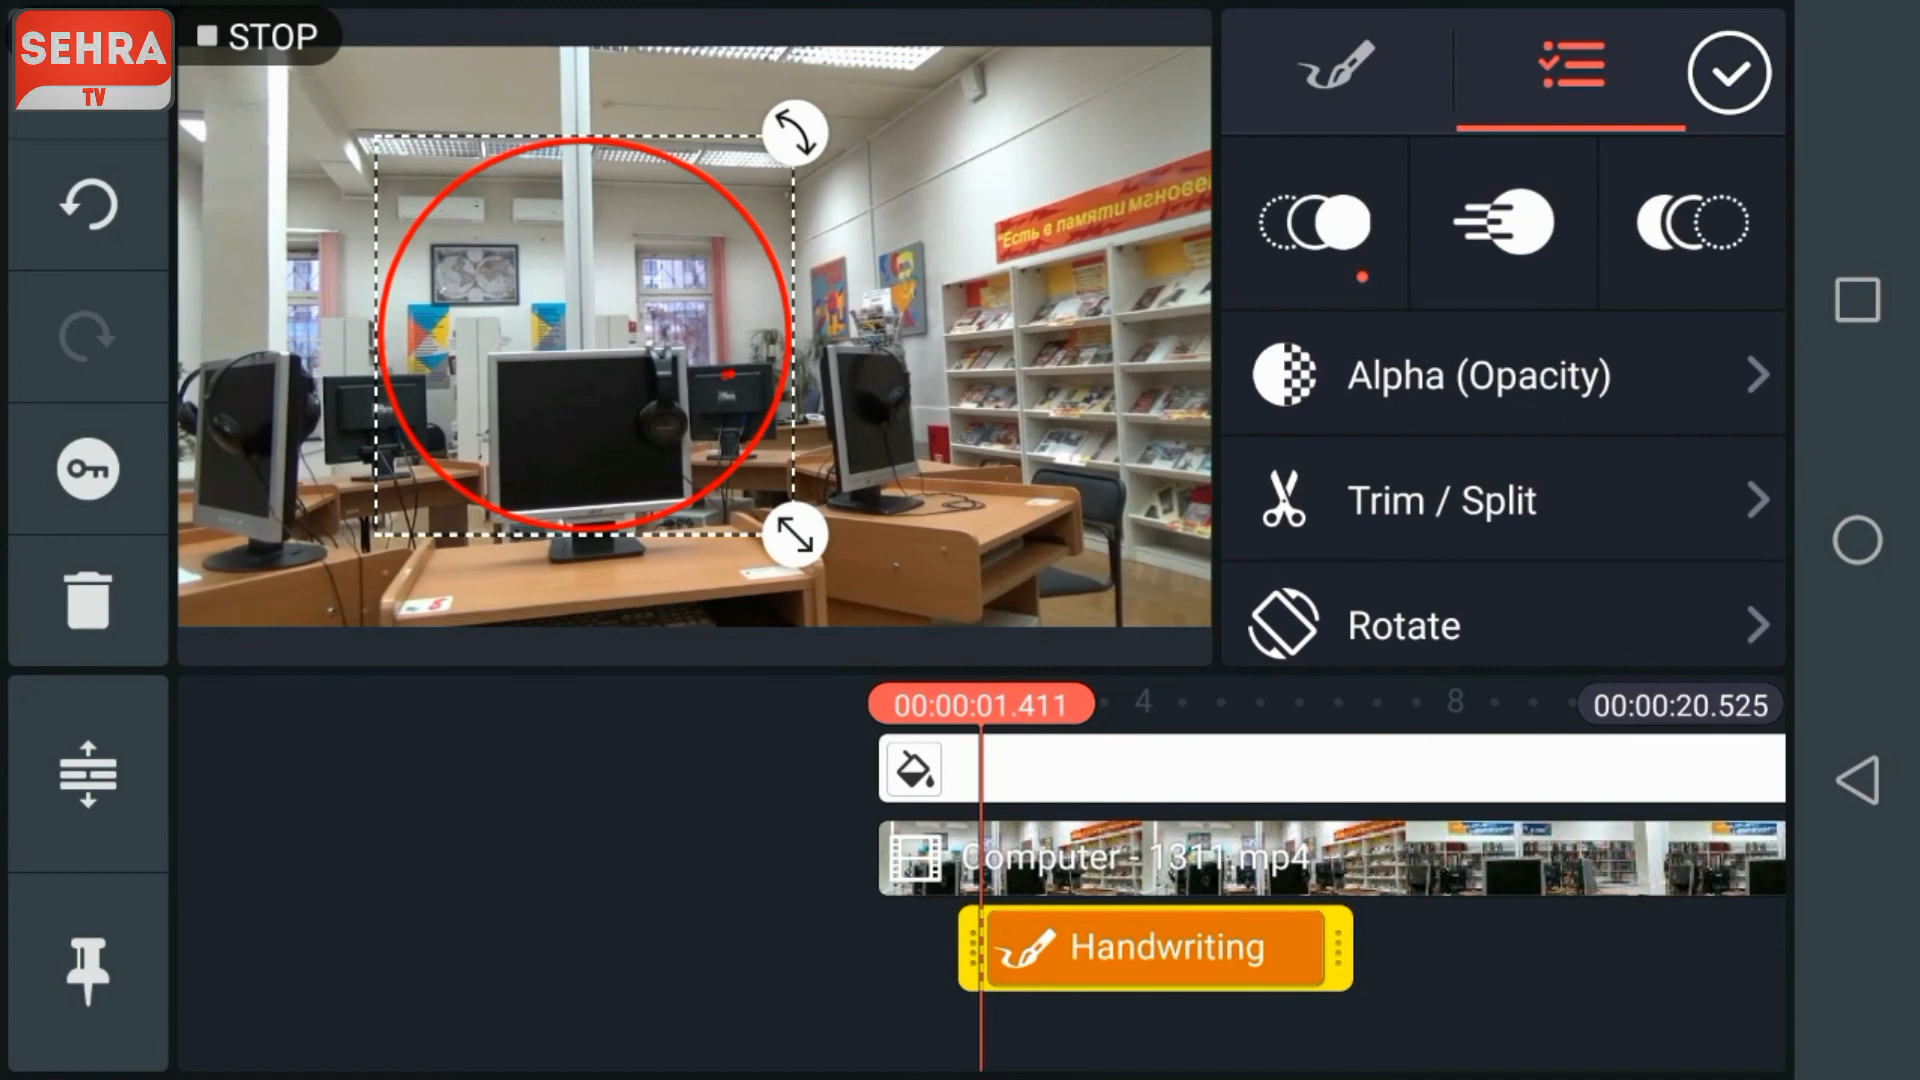 SEHRA
TV
STOP
"Есть в памяти мгновe
Alpha (Opacity)
Trim / Split
Rotate
00:00:01.411
4
8
00:00:20.525
Computer - 1311.mp4
Handwriting